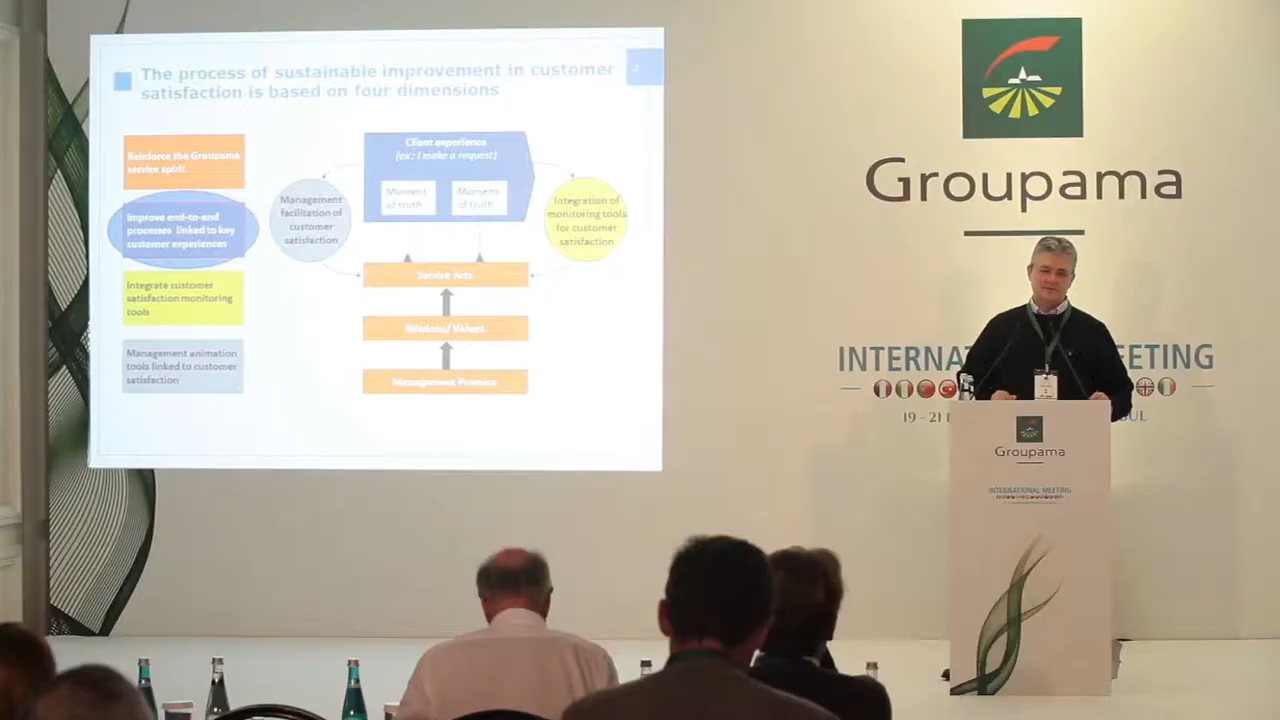 The process of sustainable improvement in customer
satisfaction is based on four dimensions
2
Reinforce the Groupama
service spirit.
Improve end-to-end
processes linked to key
customer experiences
Integrate customer
satisfaction monitoring
tools
Management animation
tools linked to customer
satisfaction
Management
facilitation of
customer
satisfaction
Client experience
(ex: I make a request)
Moment
of truth
Moment
of truth
Integration of
monitoring tools
for customer
satisfaction
Service Acts
Missions/ Values
Management Promise
Groupama
INTERNA
EETING
19 - 21
UL
Groupama
INTERNATIONAL MEETING